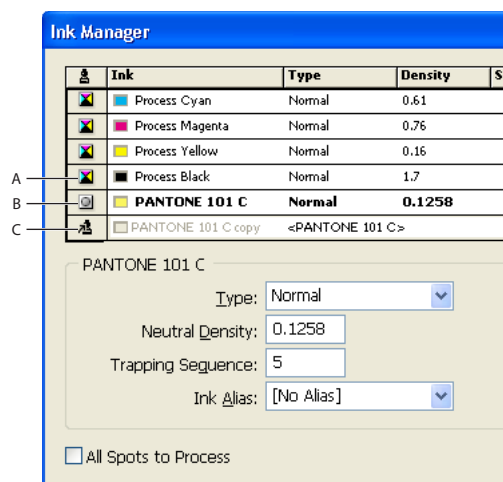 Ink Manager
Ink Type Density S
Process Cyan Normal 0.61
Process Magenta Normal 0.76
Process Yellow Normal 0.16
A Process Black Normal 1.7
B PANTONE 101 C Normal 0.1258
C PANTONE 101 C copy <PANTONE 101 C>
PANTONE 101 C
Type: Normal
Neutral Density: 0.1258
Trapping Sequence: 5
Ink Alias: [No Alias]
All Spots to Process